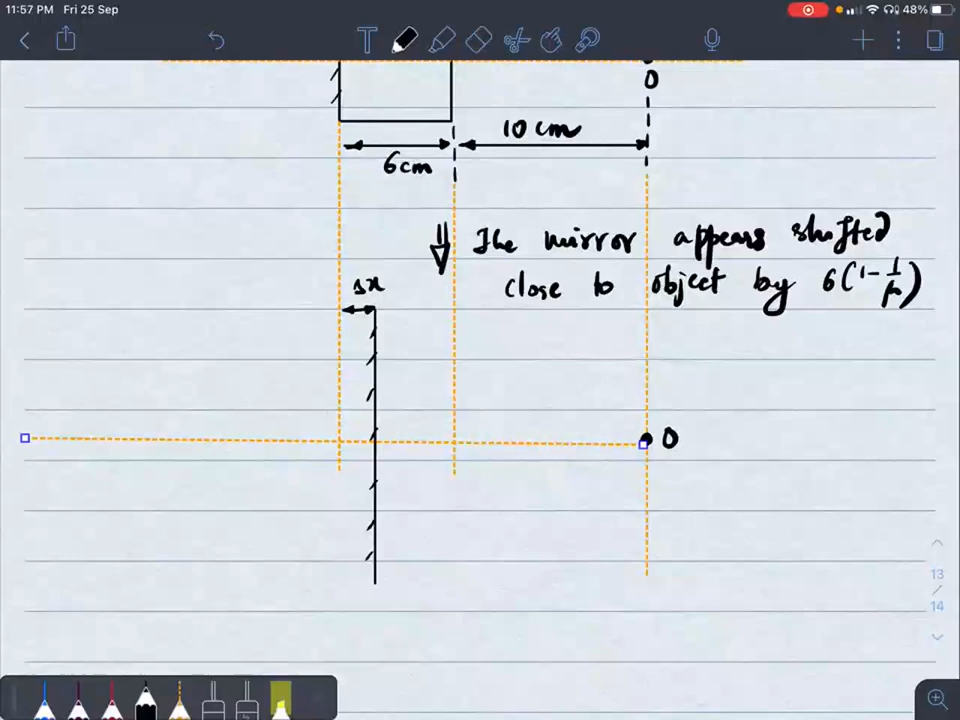 11:57 PM Fri 25 Sep
48%
O
10 cm
6cm
The mirror appears shifted
close to object by 6(1-1/μ)
Δx
O
13
/
14